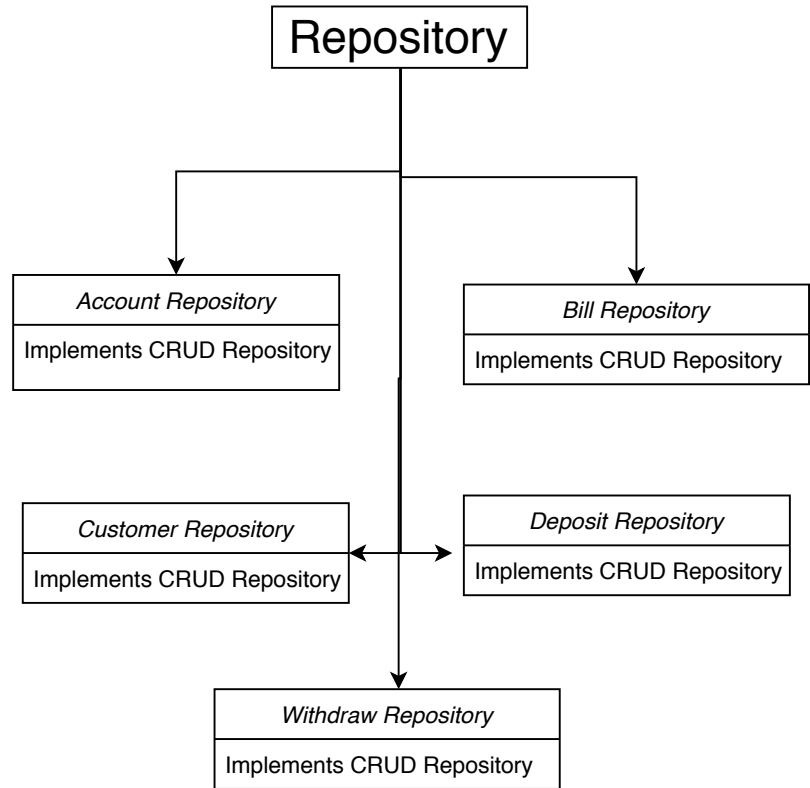 Repository
Account Repository
Implements CRUD Repository
Bill Repository
Implements CRUD Repository
Customer Repository
Implements CRUD Repository
Deposit Repository
Implements CRUD Repository
Withdraw Repository
Implements CRUD Repository